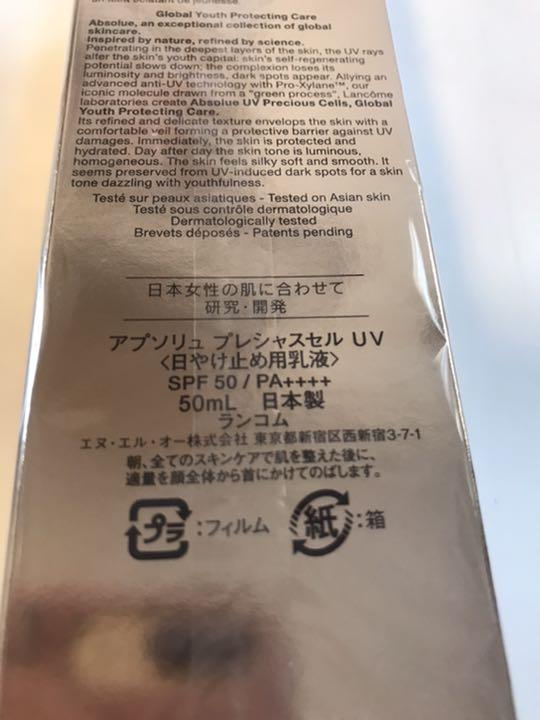 un teint éclatant de jeunesse.
Global Youth Protecting Care
Absolue, an exceptional collection of global
skincare.
Inspired by nature, refined by science.
Penetrating in the deepest layers of the skin, the UV rays
alter the skin's youth capital: skin's self-regenerating
potential slows down; the complexion loses its
luminosity and brightness, dark spots appear. Allying an
advanced anti-UV technology with Pro-Xylane™, our
iconic molecule drawn from a "green process", Lancôme
laboratories create Absolue UV Precious Cells, Global
Youth Protecting Care.
Its refined and delicate texture envelops the skin with a
comfortable veil forming a protective barrier against UV
damages. Immediately, the skin is protected and
hydrated. Day after day the skin tone is luminous,
homogeneous. The skin feels silky soft and smooth. It
seems preserved from UV-induced dark spots for a skin
tone dazzling with youthfulness.
Testé sur peaux asiatiques - Tested on Asian skin
Testé sous contrôle dermatologique
Dermatologically tested
Brevets déposés - Patents pending
日本女性の肌に合わせて
研究・開発
アプソリュ プレシャスセル UV
〈日やけ止め用乳液〉
SPF 50 / PA++++
50mL 日本製
ランコム
エヌ・エル・オー株式会社 東京都新宿区西新宿3-7-1
朝、全てのスキンケアで肌を整えた後に、
適量を顔全体から首にかけてのばします。
プラ :フィルム 紙 :箱